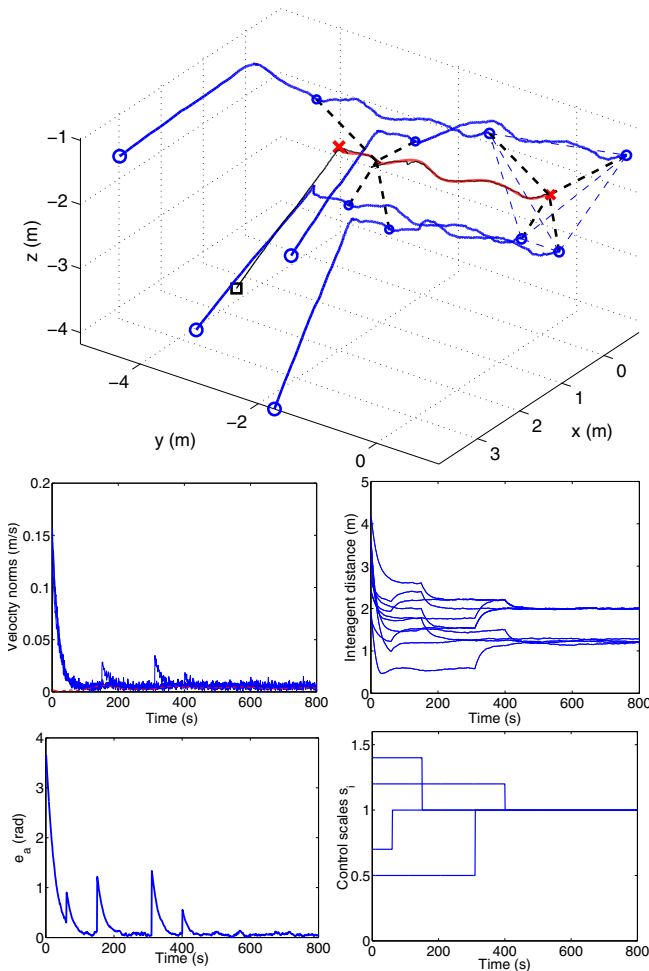 −1
−2
−3
−4
z (m)
−4
−2
0
y (m)
3
2
1
0
x (m)
0.2
0.15
0.1
0.05
0
Velocity norms (m/s)
0 200 400 600 800
Time (s)
5
4
3
2
1
0
Interagent distance (m)
0 200 400 600 800
Time (s)
4
3
2
1
0
e_a (rad)
0 200 400 600 800
Time (s)
1.5
1
0.5
0
Control scales s_i
0 200 400 600 800
Time (s)